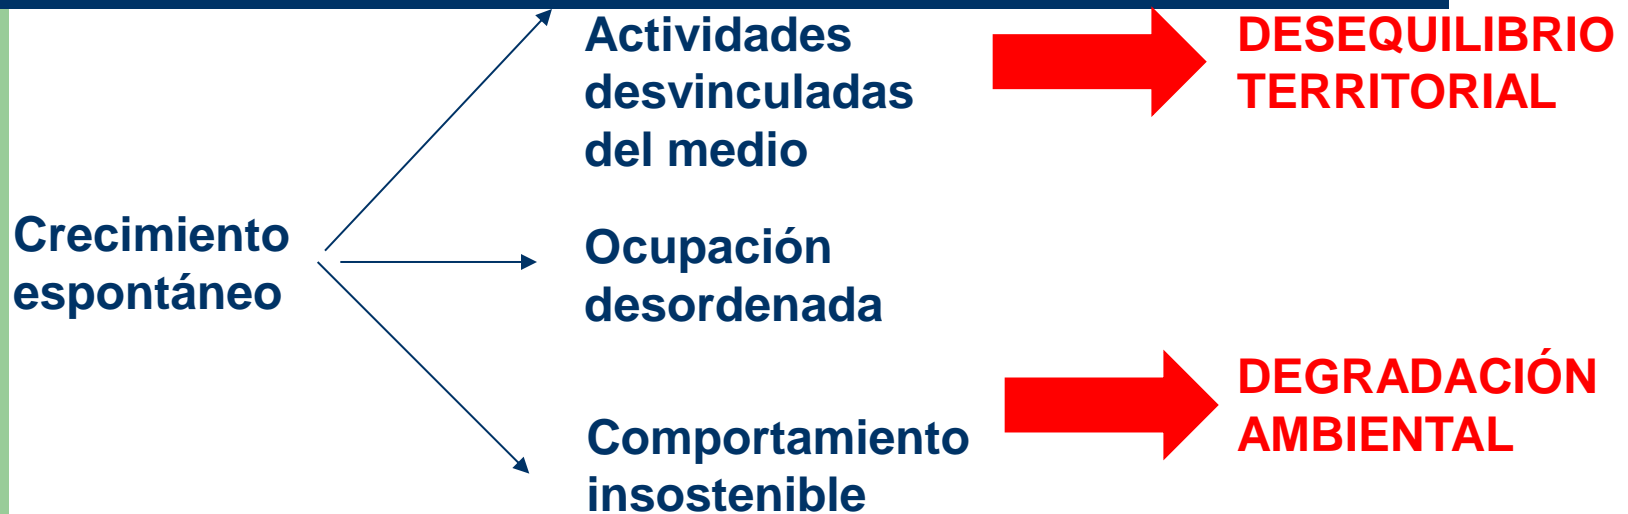 Crecimiento
espontáneo
Actividades
desvinculadas
del medio
DESEQUILIBRIO
TERRITORIAL
Ocupación
desordenada
Comportamiento
insostenible
DEGRADACIÓN
AMBIENTAL